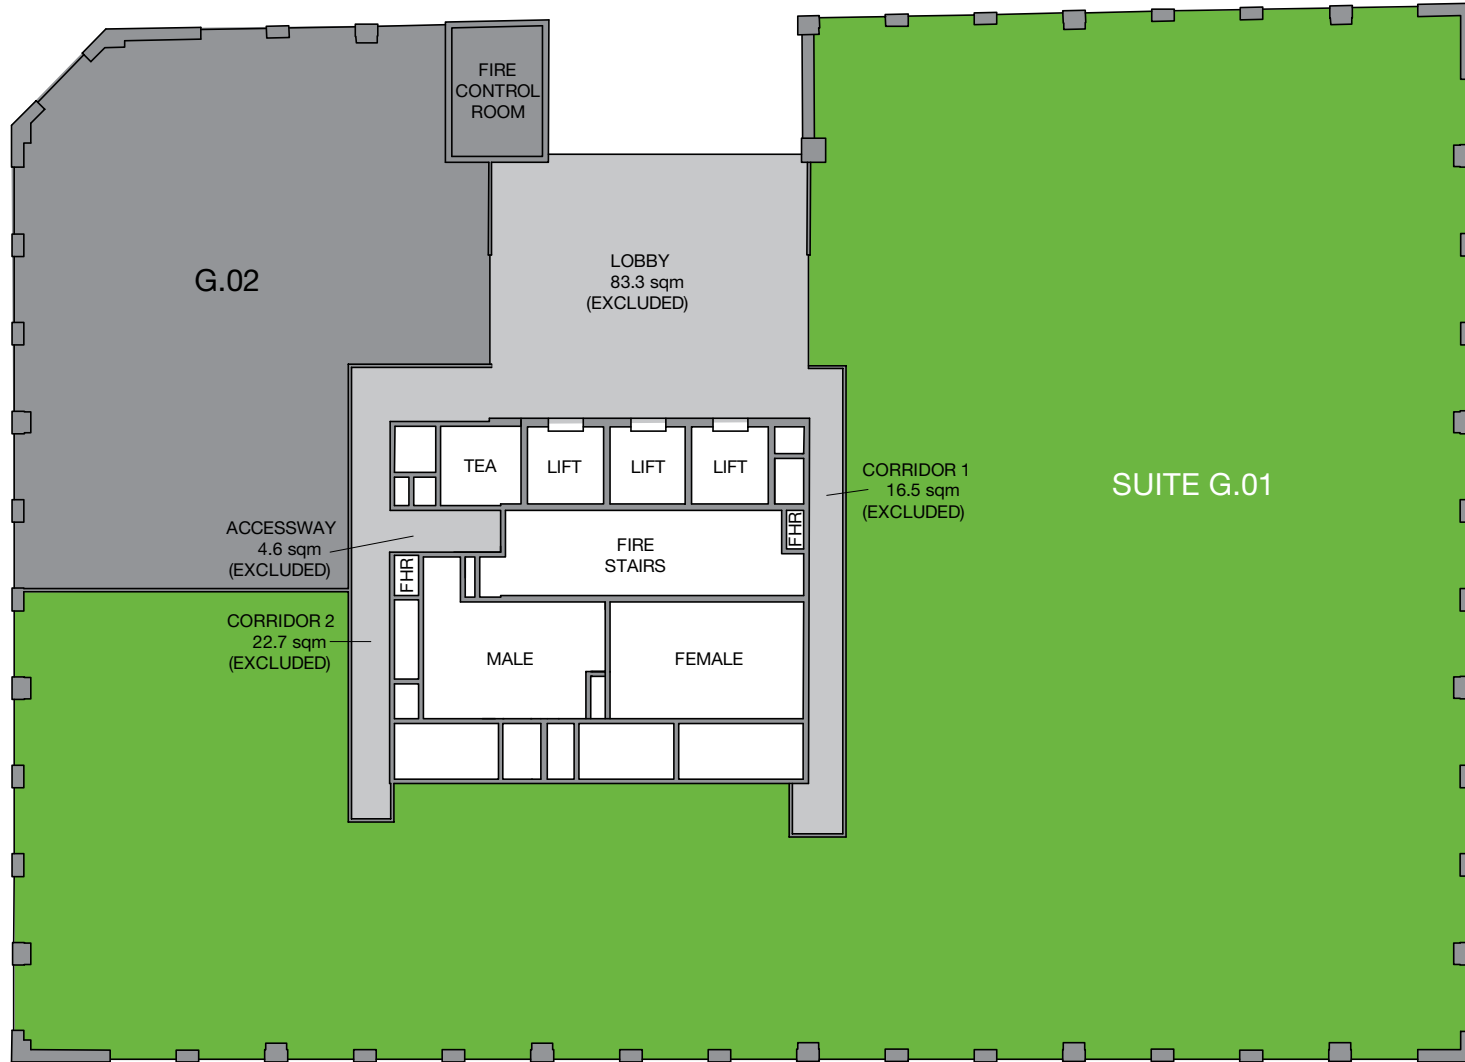 FIRE
CONTROL
ROOM
G.02
LOBBY
83.3 sqm
(EXCLUDED)
TEA
LIFT
LIFT
LIFT
CORRIDOR 1
16.5 sqm
(EXCLUDED)
SUITE G.01
ACCESSWAY
4.6 sqm
(EXCLUDED)
FHR
FIRE
STAIRS
FHR
CORRIDOR 2
22.7 sqm
(EXCLUDED)
MALE
FEMALE